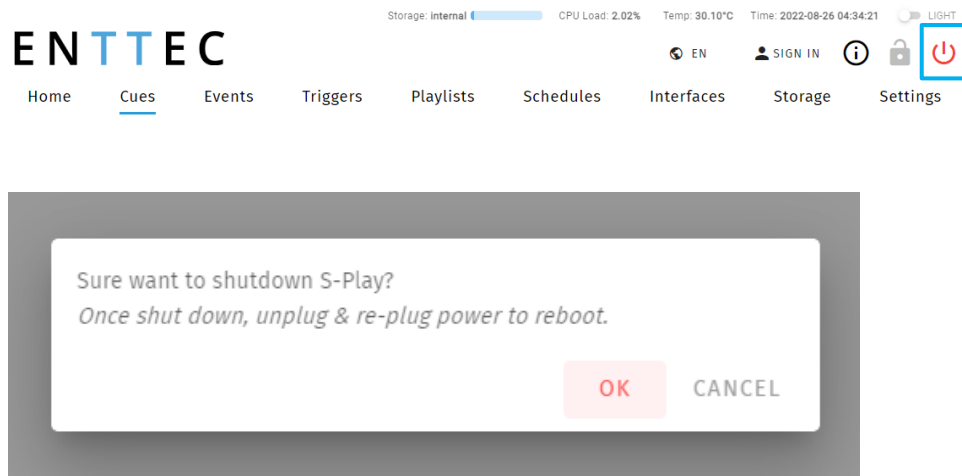 Storage: internal CPU Load: 2.02% Temp: 30.10°C Time: 2022-08-26 04:34:21 LIGHT
ENTTEC
EN SIGN IN
Home Cues Events Triggers Playlists Schedules Interfaces Storage Settings
Sure want to shutdown S-Play?
Once shut down, unplug & re-plug power to reboot.
OK CANCEL